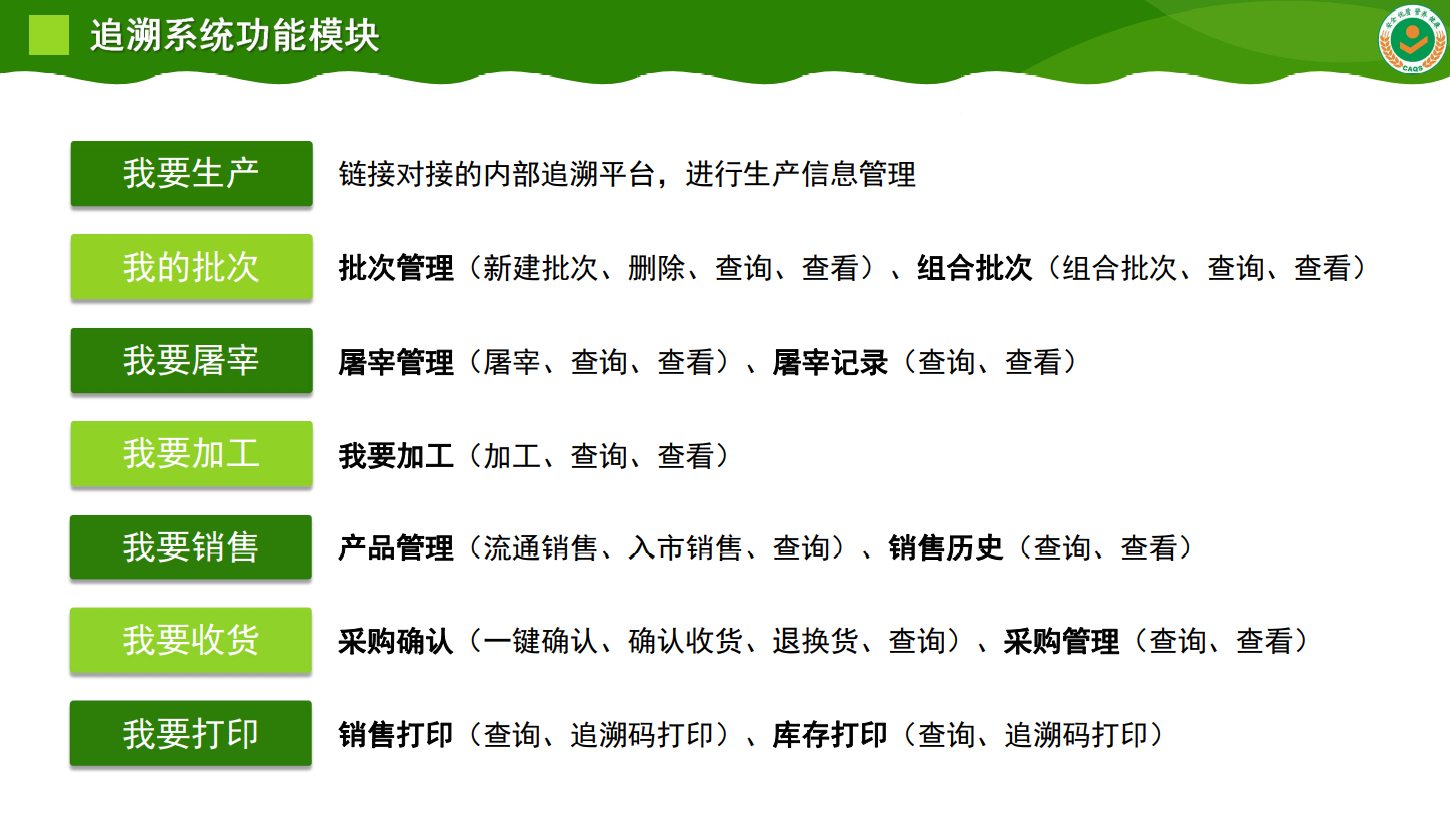 追溯系统功能模块
安全 优质 营养 健康
CAQS
我要生产
链接对接的内部追溯平台，进行生产信息管理
我的批次
批次管理（新建批次、删除、查询、查看）、组合批次（组合批次、查询、查看）
我要屠宰
屠宰管理（屠宰、查询、查看）、屠宰记录（查询、查看）
我要加工
我要加工（加工、查询、查看）
我要销售
产品管理（流通销售、入市销售、查询）、销售历史（查询、查看）
我要收货
采购确认（一键确认、确认收货、退换货、查询）、采购管理（查询、查看）
我要打印
销售打印（查询、追溯码打印）、库存打印（查询、追溯码打印）